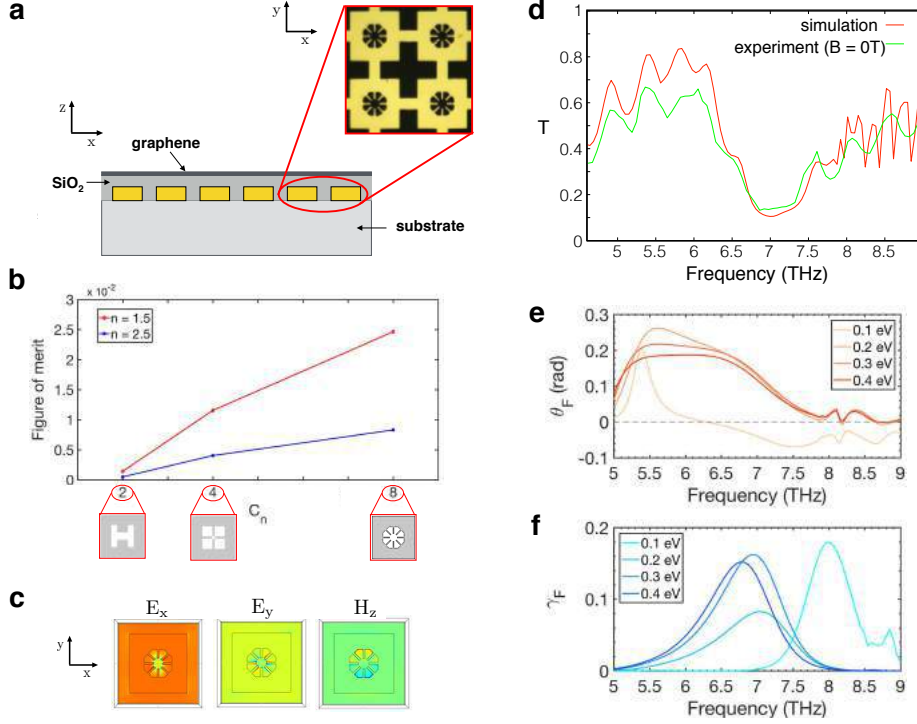 a
y
x
z
x
graphene
SiO2
substrate
b
x 10-2
3
2.5
2
1.5
1
0.5
0
Figure of merit
n = 1.5
n = 2.5
2
4
8
Cn
c
Ex
Ey
Hz
y
x
d
1
0.8
0.6
0.4
0.2
0
T
simulation
experiment (B = 0T)
5
5.5
6
6.5
7
7.5
8
8.5
Frequency (THz)
e
0.3
0.2
0.1
0
-0.1
θF (rad)
0.1 eV
0.2 eV
0.3 eV
0.4 eV
5
5.5
6
6.5
7
7.5
8
8.5
9
Frequency (THz)
f
0.2
0.1
0
γF
0.1 eV
0.2 eV
0.3 eV
0.4 eV
5
5.5
6
6.5
7
7.5
8
8.5
9
Frequency (THz)